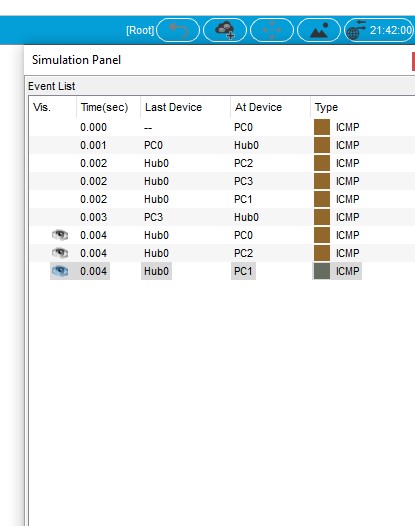 [Root] 21:42:00
Simulation Panel
Event List
Vis. Time(sec) Last Device At Device Type
0.000 -- PC0 ICMP
0.001 PC0 Hub0 ICMP
0.002 Hub0 PC2 ICMP
0.002 Hub0 PC3 ICMP
0.002 Hub0 PC1 ICMP
0.003 PC3 Hub0 ICMP
0.004 Hub0 PC0 ICMP
0.004 Hub0 PC2 ICMP
0.004 Hub0 PC1 ICMP